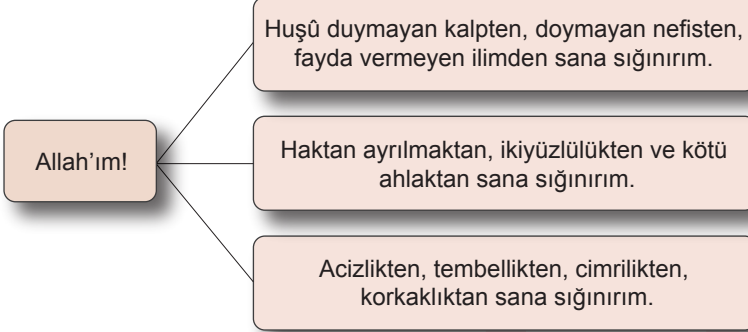 Huşû duymayan kalpten, doymayan nefisten,
fayda vermeyen ilimden sana sığınırım.
Allah’ım!
Haktan ayrılmaktan, ikiyüzlülükten ve kötü
ahlaktan sana sığınırım.
Acizlikten, tembellikten, cimrilikten,
korkaklıktan sana sığınırım.